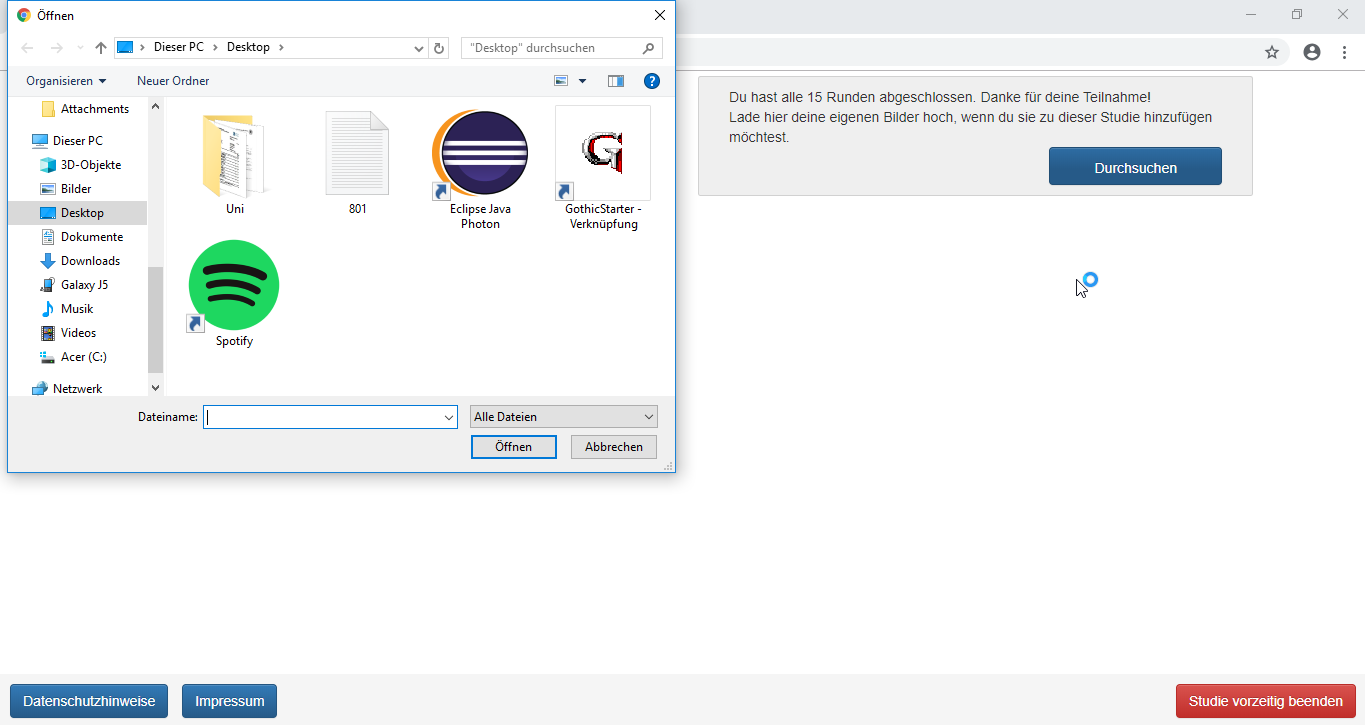 Öffnen
Dieser PC
Desktop
"Desktop" durchsuchen
Organisieren
Neuer Ordner
Attachments
Dieser PC
3D-Objekte
Bilder
Desktop
Dokumente
Downloads
Galaxy J5
Musik
Videos
Acer (C:)
Netzwerk
Uni
801
Eclipse Java
Photon
GothicStarter -
Verknüpfung
Spotify
Dateiname:
Alle Dateien
Öffnen
Abbrechen
Du hast alle 15 Runden abgeschlossen. Danke für deine Teilnahme!
Lade hier deine eigenen Bilder hoch, wenn du sie zu dieser Studie hinzufügen
möchtest.
Durchsuchen
Datenschutzhinweise
Impressum
Studie vorzeitig beenden